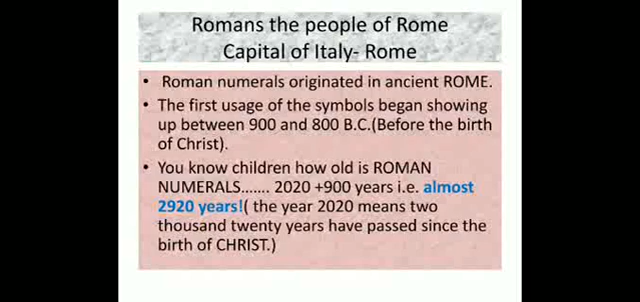 Romans the people of Rome
Capital of Italy- Rome
• Roman numerals originated in ancient ROME.
• The first usage of the symbols began showing
up between 900 and 800 B.C.(Before the birth
of Christ).
• You know children how old is ROMAN
NUMERALS....... 2020 +900 years i.e. almost
2920 years!( the year 2020 means two
thousand twenty years have passed since the
birth of CHRIST.)